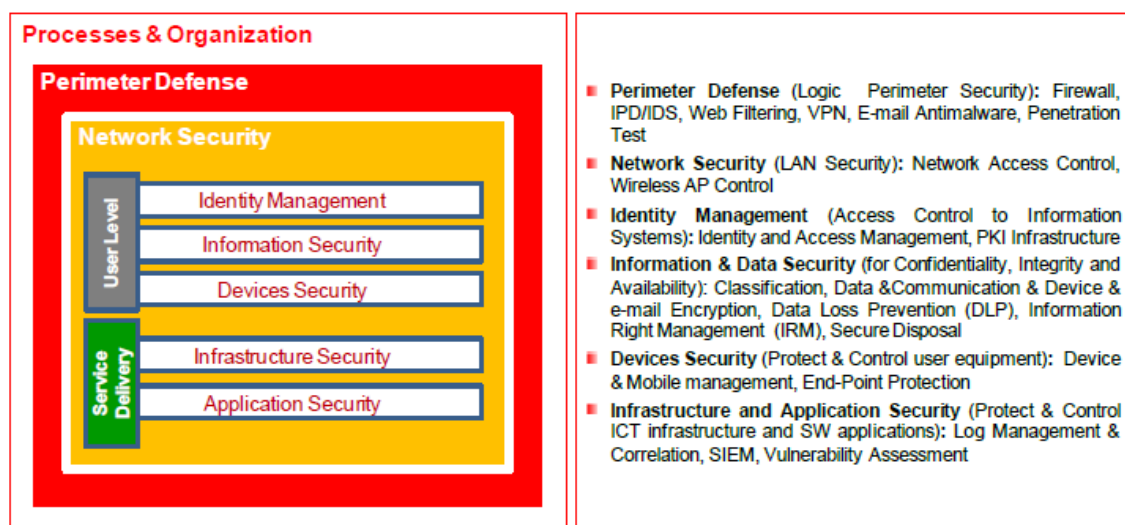 Processes & Organization
Perimeter Defense
Network Security
User Level
Identity Management
Information Security
Devices Security
Service
Delivery
Infrastructure Security
Application Security
Perimeter Defense (Logic Perimeter Security): Firewall,
IPD/IDS, Web Filtering, VPN, E-mail Antimalware, Penetration
Test
Network Security (LAN Security): Network Access Control,
Wireless AP Control
Identity Management (Access Control to Information
Systems): Identity and Access Management, PKI Infrastructure
Information & Data Security (for Confidentiality, Integrity and
Availability): Classification, Data &Communication & Device &
e-mail Encryption, Data Loss Prevention (DLP), Information
Right Management (IRM), Secure Disposal
Devices Security (Protect & Control user equipment): Device
& Mobile management, End-Point Protection
Infrastructure and Application Security (Protect & Control
ICT infrastructure and SW applications): Log Management &
Correlation, SIEM, Vulnerability Assessment